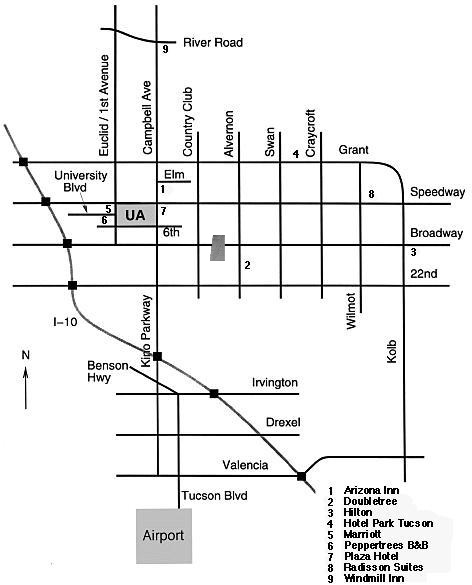 9
River Road
Euclid / 1st Avenue
Campbell Ave
Country Club
Alvernon
Swan
Craycroft
4
Grant
University
Blvd
Elm
1
8
Speedway
5
UA
7
6
6th
Broadway
3
2
22nd
I-10
Kino Parkway
Wilmot
Kolb
N
Benson
Hwy
Irvington
Drexel
Valencia
Tucson Blvd
Airport
1 Arizona Inn
2 Doubletree
3 Hilton
4 Hotel Park Tucson
5 Marriott
6 Peppertrees B&B
7 Plaza Hotel
8 Radisson Suites
9 Windmill Inn